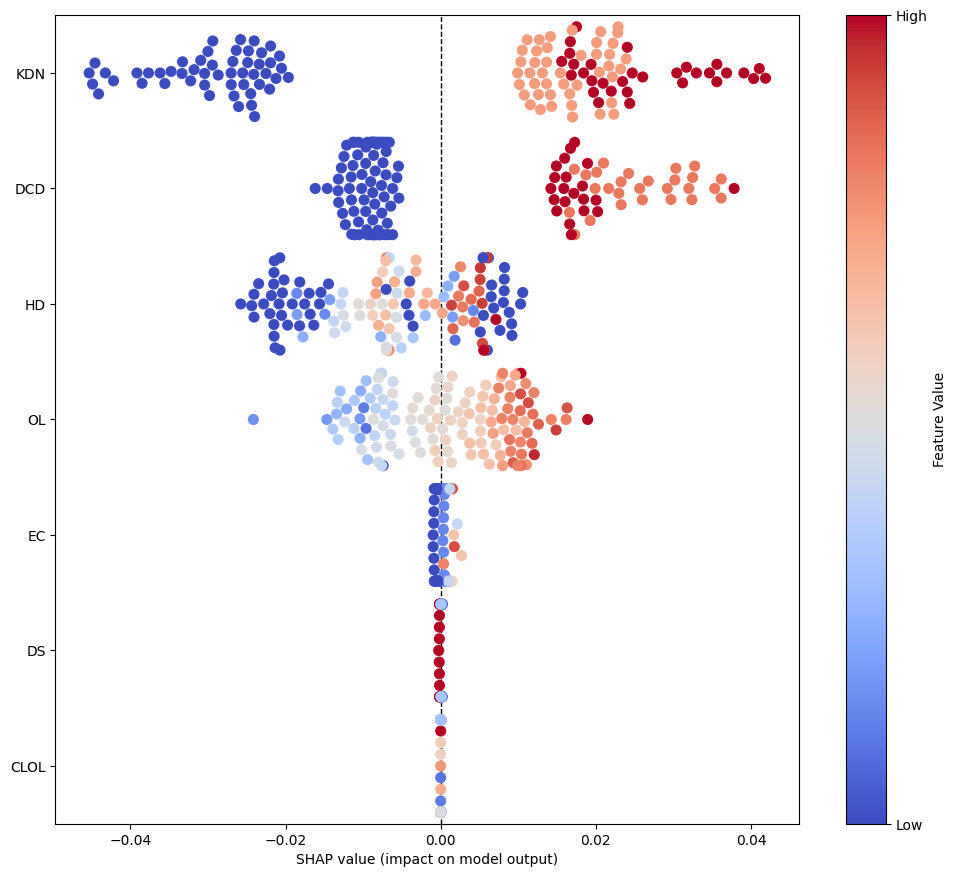 KDN
DCD
HD
OL
EC
DS
CLOL
−0.04
−0.02
0.00
0.02
0.04
SHAP value (impact on model output)
High
Low
Feature Value